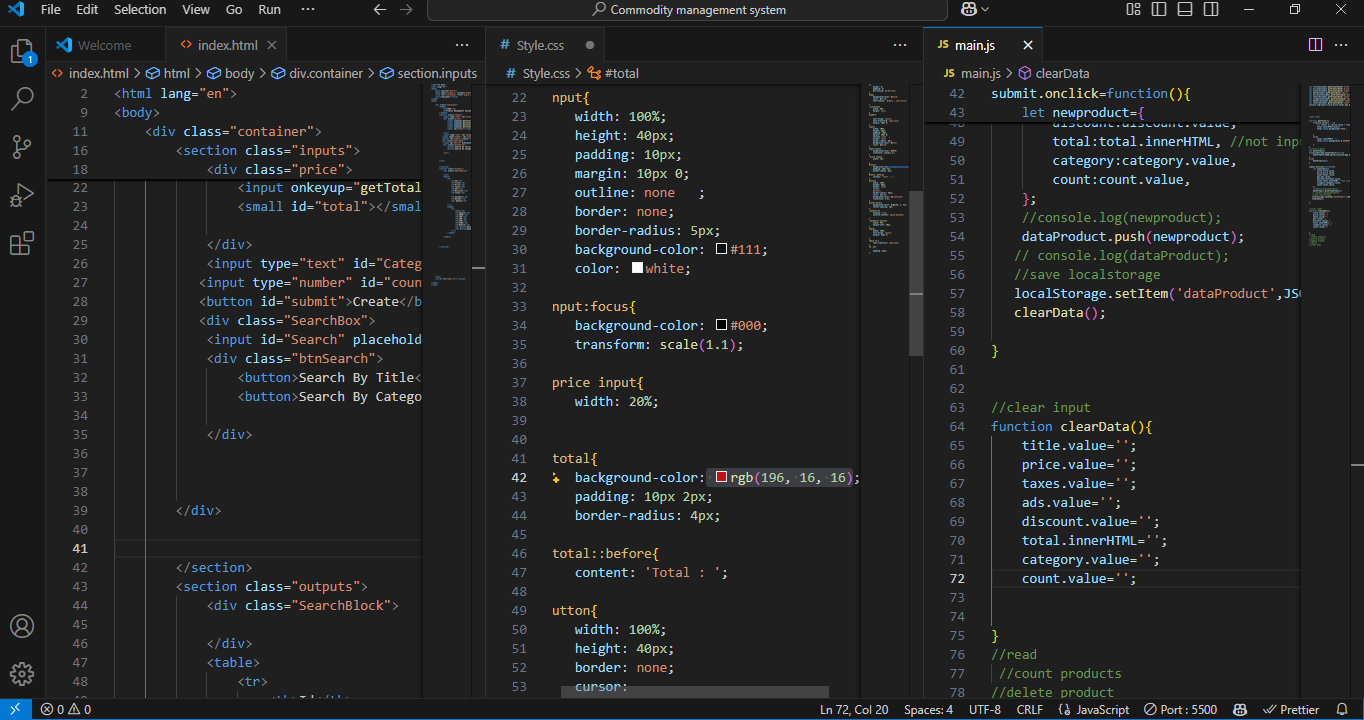 File Edit Selection View Go Run ··· Commodity management system
Welcome
index.html
index.html > html > body > div.container > section.inputs
2 <html lang="en">
9 <body>
11 <div class="container">
16 <section class="inputs">
18 <div class="price">
22 <input onkeyup="getTotal
23 <small id="total"></smal
24
25 </div>
26 <input type="text" id="Categ
27 <input type="number" id="coun
28 <button id="submit">Create</b
29 <div class="SearchBox">
30 <input id="Search" placeholde
31 <div class="btnSearch">
32 <button>Search By Title<
33 <button>Search By Catego
34
35 </div>
36
37
38
39 </div>
40
41
42 </section>
43 <section class="outputs">
44 <div class="SearchBlock">
45
46 </div>
47 <table>
48 <tr>
# Style.css
# Style.css > #total
22 nput{
23 width: 100%;
24 height: 40px;
25 padding: 10px;
26 margin: 10px 0;
27 outline: none ;
28 border: none;
29 border-radius: 5px;
30 background-color: #111;
31 color: white;
32
33 nput:focus{
34 background-color: #000;
35 transform: scale(1.1);
36
37 price input{
38 width: 20%;
39
40
41 total{
42 background-color: rgb(196, 16, 16);
43 padding: 10px 2px;
44 border-radius: 4px;
45
46 total::before{
47 content: 'Total : ';
48
49 utton{
50 width: 100%;
51 height: 40px;
52 border: none;
53 cursor:
JS main.js
JS main.js > clearData
42 submit.onclick=function(){
43 let newproduct={
48 discount:discount.value,
49 total:total.innerHTML, //not inp
50 category:category.value,
51 count:count.value,
52 };
53 //console.log(newproduct);
54 dataProduct.push(newproduct);
55 // console.log(dataProduct);
56 //save localstorage
57 localStorage.setItem('dataProduct',JSO
58 clearData();
59
60 }
61
62
63 //clear input
64 function clearData(){
65 title.value='';
66 price.value='';
67 taxes.value='';
68 ads.value='';
69 discount.value='';
70 total.innerHTML='';
71 category.value='';
72 count.value='';
73
74
75 }
76 //read
77 //count products
78 //delete product
1
0 0 Ln 72, Col 20 Spaces: 4 UTF-8 CRLF {} JavaScript Port : 5500 Prettier